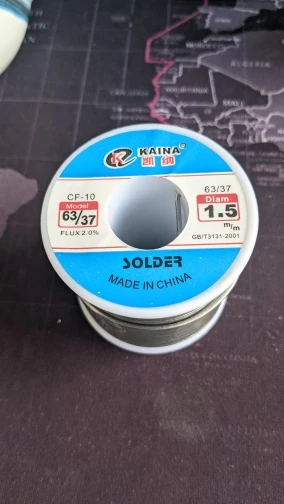 KAINA®
凯纳
CF-10
Model
63/37
FLUX 2.0%
63/37
Diam
1.5
m/m
GB/T3131-2001
SOLDER
MADE IN CHINA
ALGERIA